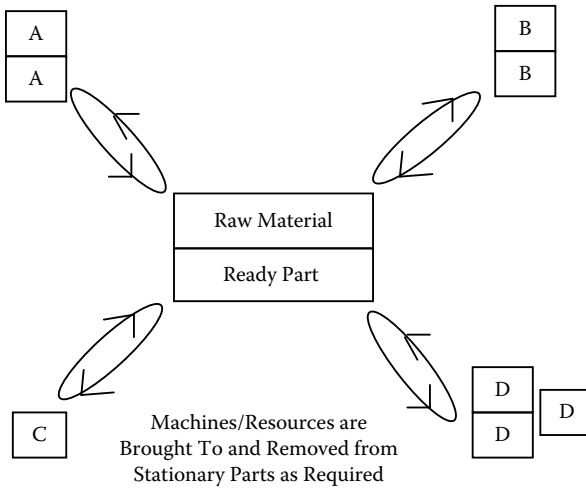 A
A
B
B
Raw Material
Ready Part
C
D
D
D
Machines/Resources are
Brought To and Removed from
Stationary Parts as Required